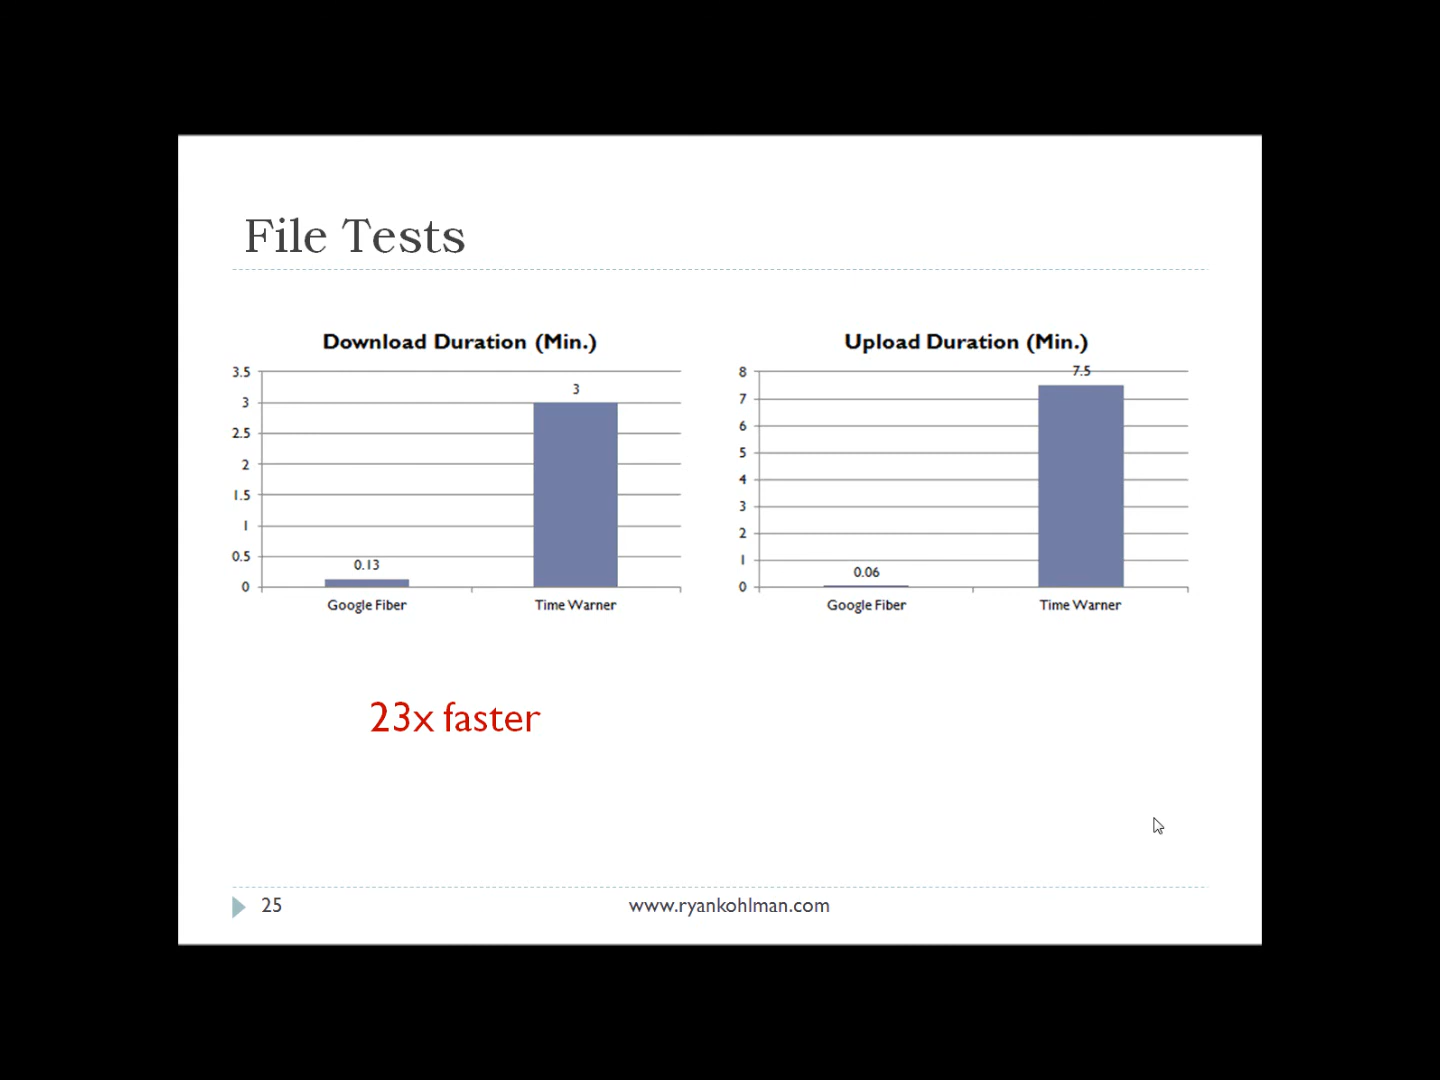 File Tests
Download Duration (Min.)
3.5
3
2.5
2
1.5
1
0.5
0
3
0.13
Google Fiber
Time Warner
Upload Duration (Min.)
8
7
6
5
4
3
2
1
0
7.5
0.06
Google Fiber
Time Warner
23x faster
25
www.ryankohlman.com